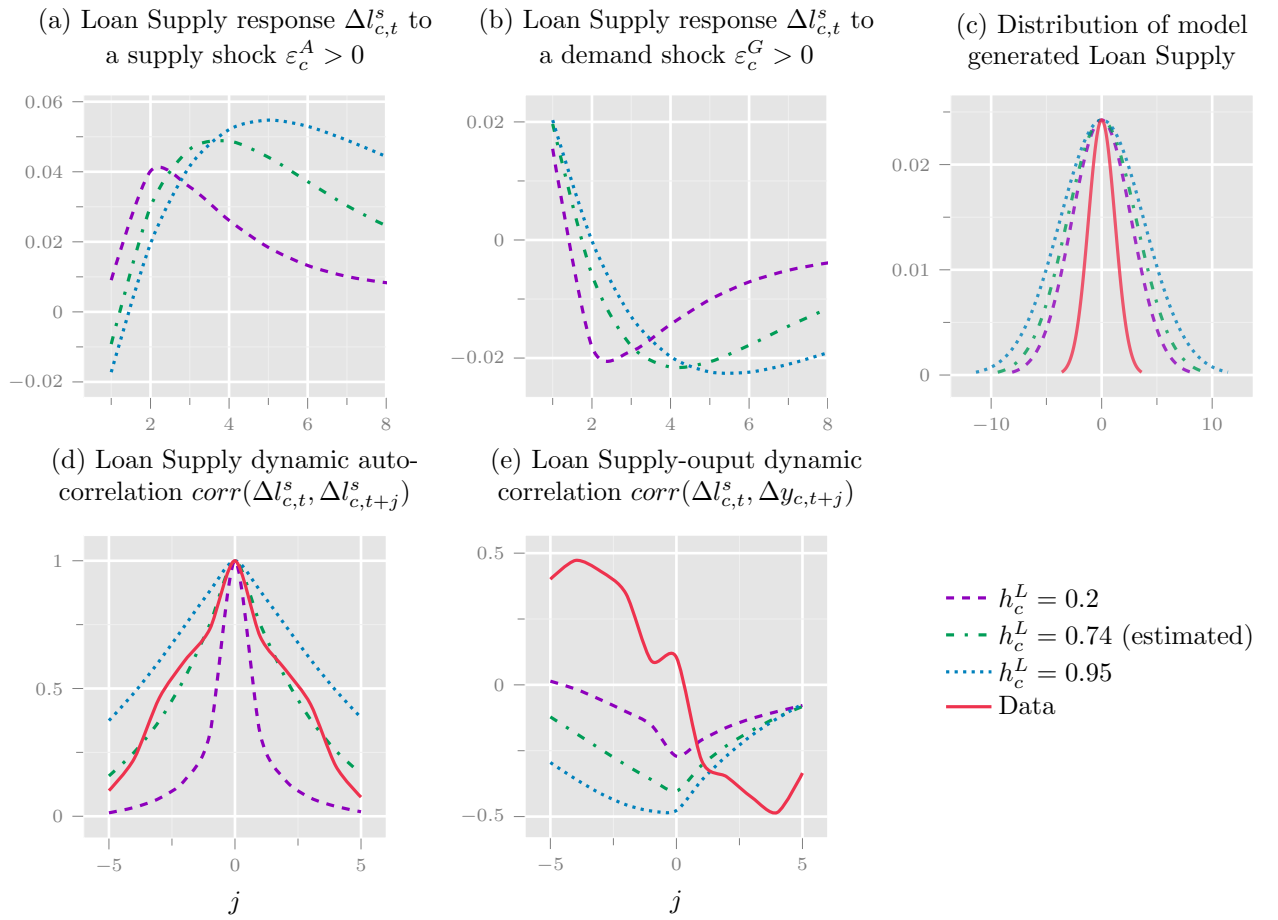 (a) Loan Supply response Δl^s_{c,t} to
a supply shock ε^A_c > 0
(b) Loan Supply response Δl^s_{c,t} to
a demand shock ε^G_c > 0
(c) Distribution of model
generated Loan Supply
0.06
0.04
0.02
0
−0.02
2
4
6
8
0.02
0
−0.02
2
4
6
8
0.02
0.01
0
−10
0
10
(d) Loan Supply dynamic auto-
correlation corr(Δl^s_{c,t}, Δl^s_{c,t+j})
(e) Loan Supply-ouput dynamic
correlation corr(Δl^s_{c,t}, Δy_{c,t+j})
1
0.5
0
−5
0
5
j
0.5
0
−0.5
−5
0
5
j
h^L_c = 0.2
h^L_c = 0.74 (estimated)
h^L_c = 0.95
Data